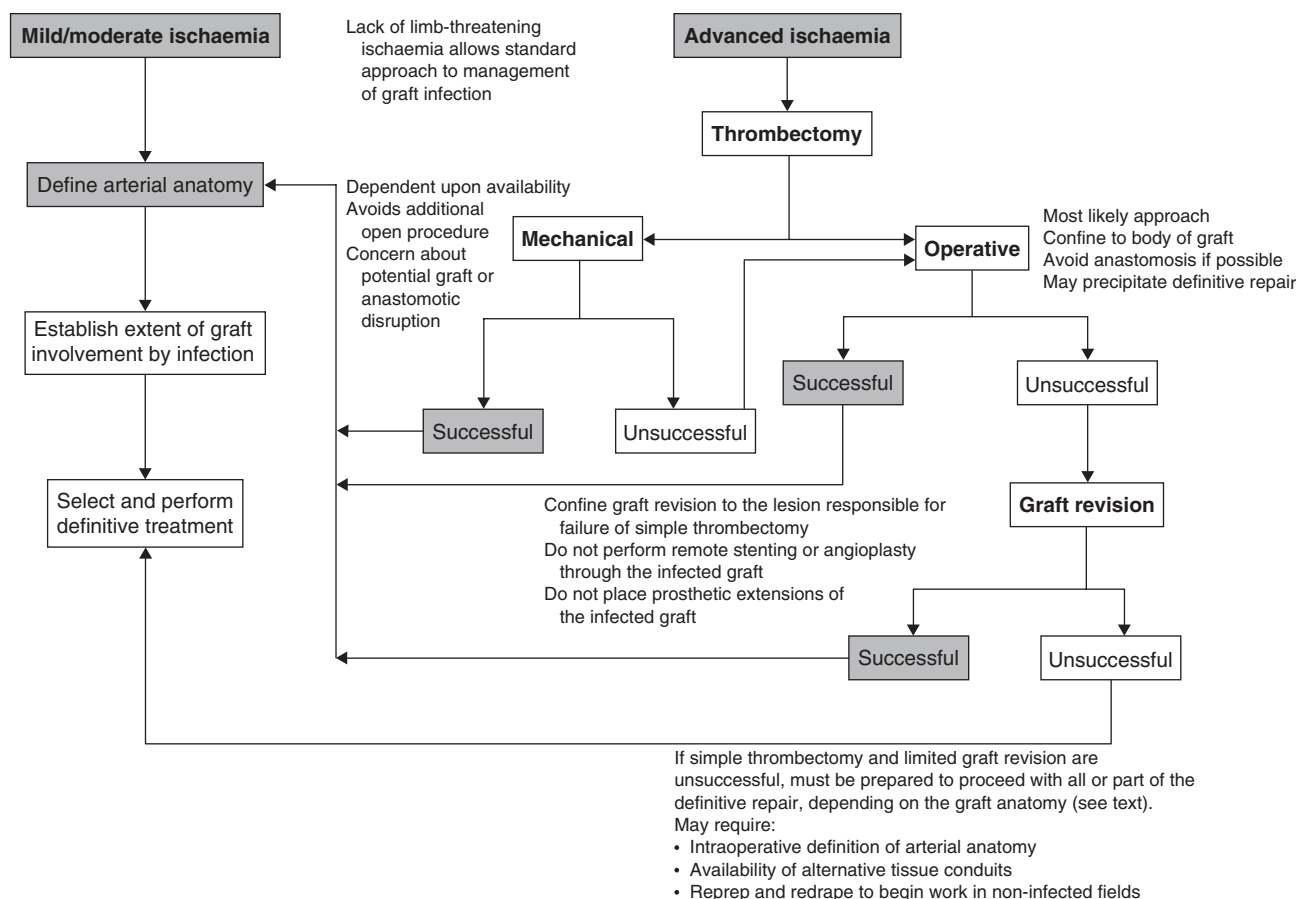 Mild/moderate ischaemia
Lack of limb-threatening
ischaemia allows standard
approach to management
of graft infection
Advanced ischaemia
Thrombectomy
Define arterial anatomy
Dependent upon availability
Avoids additional
open procedure
Concern about
potential graft or
anastomotic
disruption
Mechanical
Operative
Most likely approach
Confine to body of graft
Avoid anastomosis if possible
May precipitate definitive repair
Establish extent of graft
involvement by infection
Successful
Unsuccessful
Successful
Unsuccessful
Select and perform
definitive treatment
Confine graft revision to the lesion responsible for
failure of simple thrombectomy
Do not perform remote stenting or angioplasty
through the infected graft
Do not place prosthetic extensions of
the infected graft
Graft revision
Successful
Unsuccessful
If simple thrombectomy and limited graft revision are
unsuccessful, must be prepared to proceed with all or part of the
definitive repair, depending on the graft anatomy (see text).
May require:
• Intraoperative definition of arterial anatomy
• Availability of alternative tissue conduits
• Reprep and redrape to begin work in non-infected fields